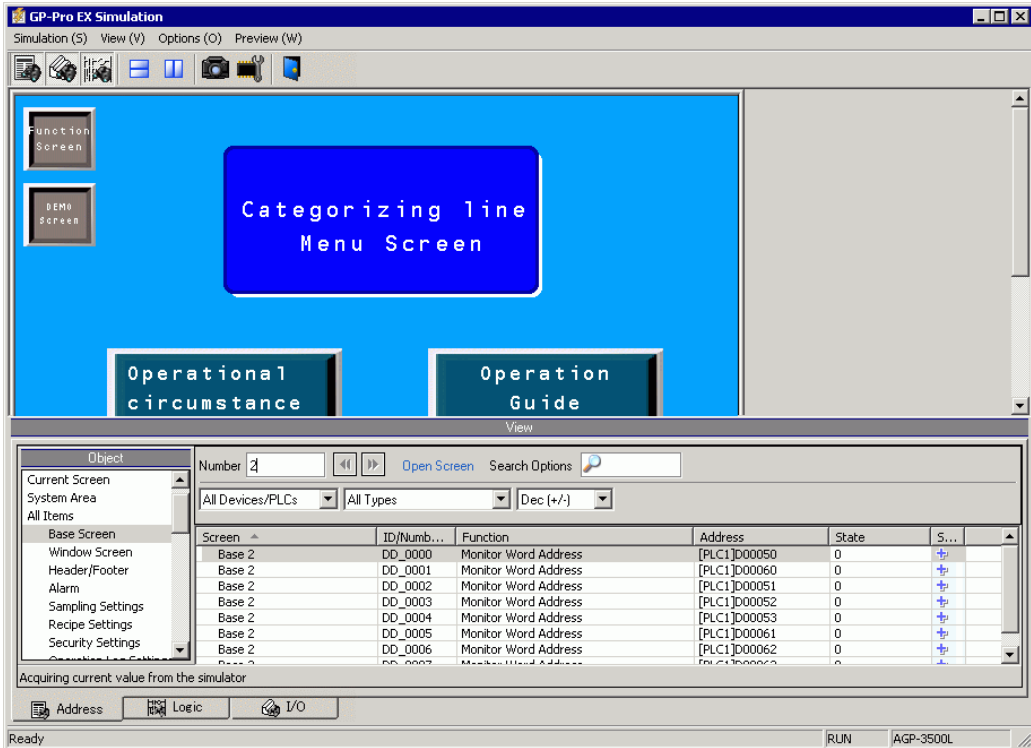 GP-Pro EX Simulation
Simulation (S) View (V) Options (O) Preview (W)
Function
Screen
DEMO
Screen
Categorizing line
Menu Screen
Operational
circumstance
Operation
Guide
View
Object
Current Screen
System Area
All Items
Base Screen
Window Screen
Header/Footer
Alarm
Sampling Settings
Recipe Settings
Security Settings
Number 2 Open Screen Search Options
All Devices/PLCs All Types Dec (+/-)
Screen ID/Numb... Function Address State S...
Base 2 DD_0000 Monitor Word Address [PLC1]D00050 0
Base 2 DD_0001 Monitor Word Address [PLC1]D00060 0
Base 2 DD_0002 Monitor Word Address [PLC1]D00051 0
Base 2 DD_0003 Monitor Word Address [PLC1]D00052 0
Base 2 DD_0004 Monitor Word Address [PLC1]D00053 0
Base 2 DD_0005 Monitor Word Address [PLC1]D00061 0
Base 2 DD_0006 Monitor Word Address [PLC1]D00062 0
Acquiring current value from the simulator
Address Logic I/O
Ready RUN AGP-3500L